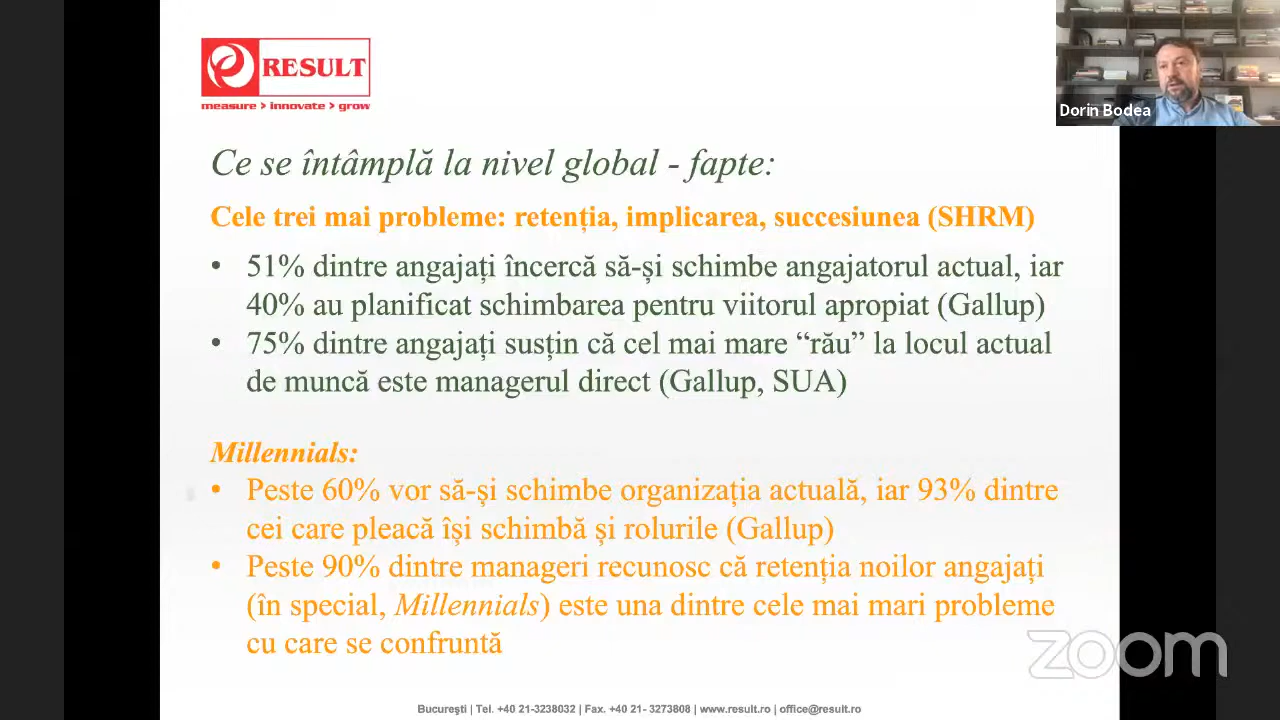 RESULT
measure > innovate > grow
Dorin Bodea
Ce se întâmplă la nivel global - fapte:
Cele trei mai probleme: retenția, implicarea, succesiunea (SHRM)
• 51% dintre angajați încercă să-și schimbe angajatorul actual, iar
40% au planificat schimbarea pentru viitorul apropiat (Gallup)
• 75% dintre angajați susțin că cel mai mare “rău” la locul actual
de muncă este managerul direct (Gallup, SUA)
Millennials:
• Peste 60% vor să-și schimbe organizația actuală, iar 93% dintre
cei care pleacă își schimbă și rolurile (Gallup)
• Peste 90% dintre manageri recunosc că retenția noilor angajați
(în special, Millennials) este una dintre cele mai mari probleme
cu care se confruntă
zoom
Bucureşti | Tel. +40 21-3238032 | Fax. +40 21- 3273808 | www.result.ro | office@result.ro